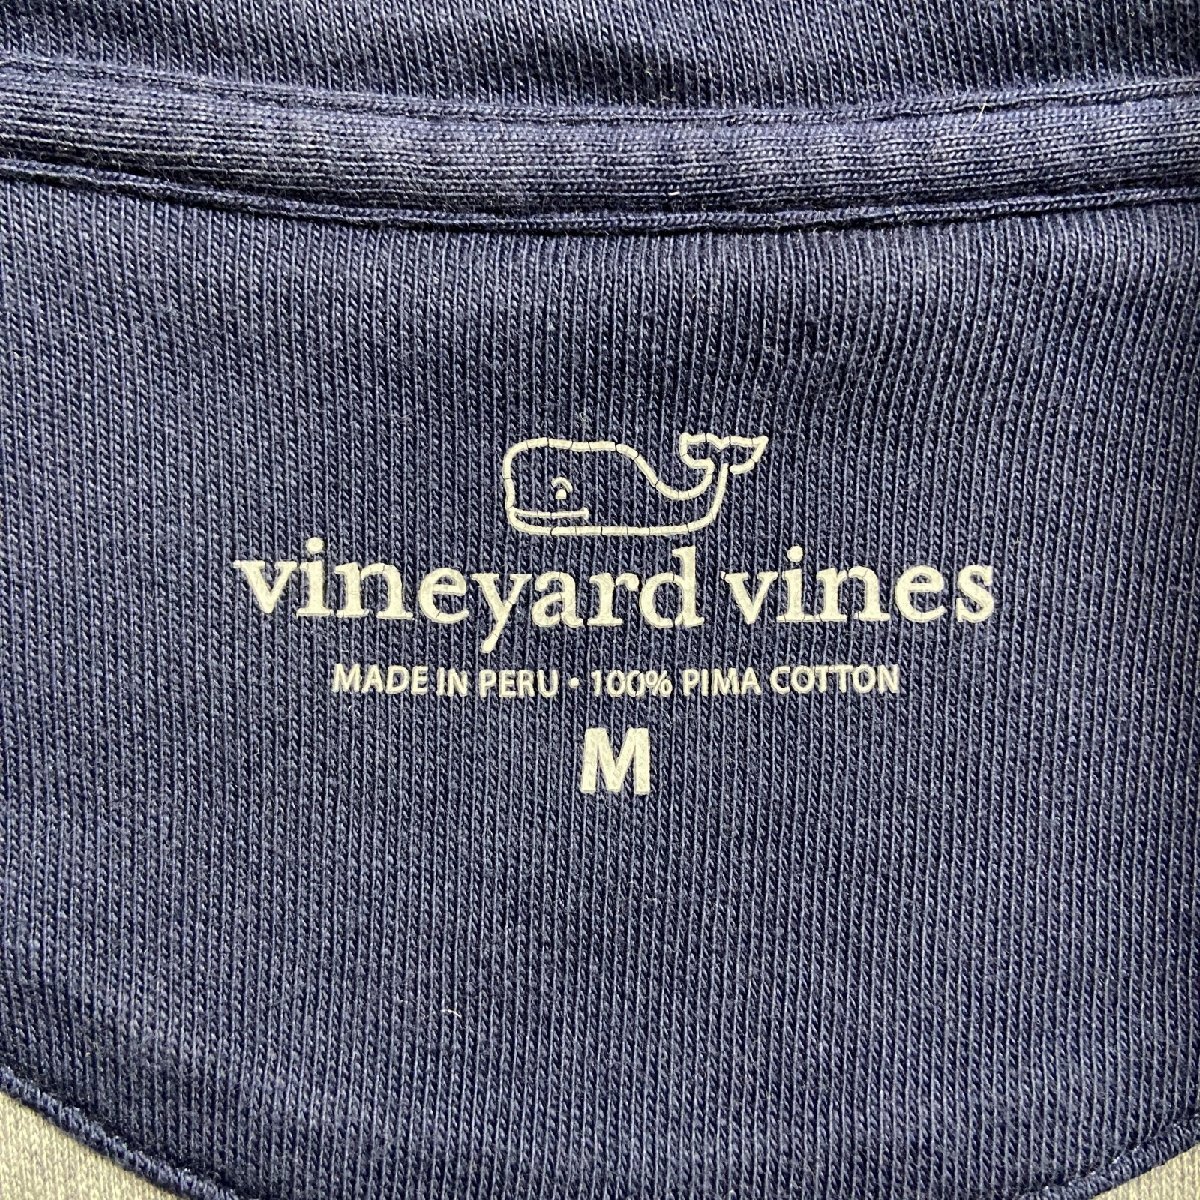 vineyard vines
MADE IN PERU • 100% PIMA COTTON
M